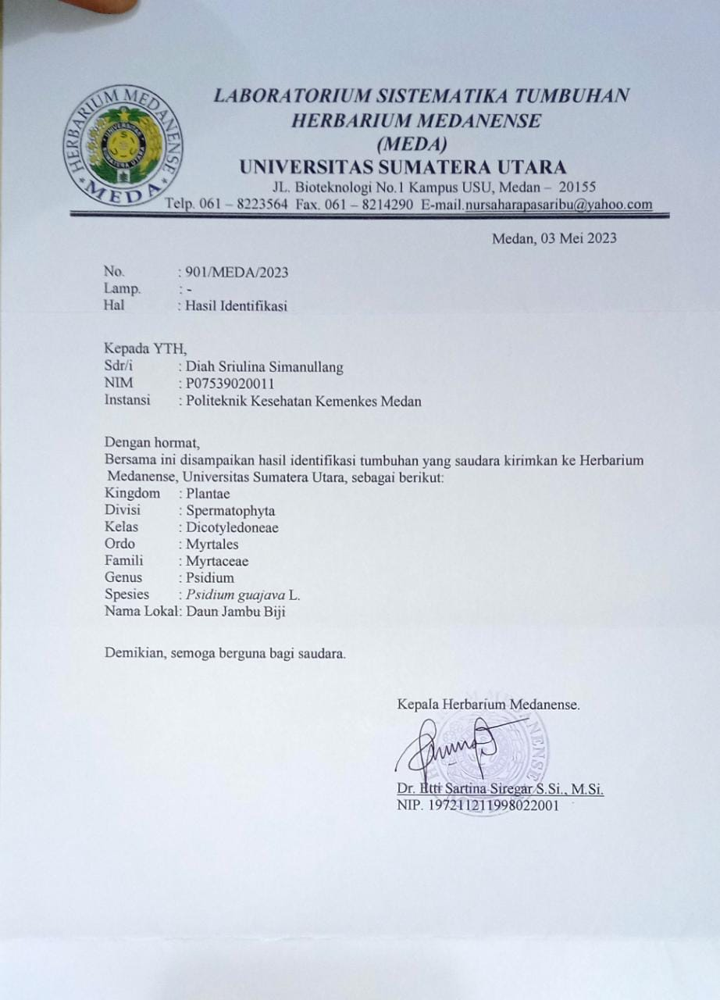 HERBARIUM MEDANENSE
UNIVERSITAS SUMATERA UTARA
MEDA
LABORATORIUM SISTEMATIKA TUMBUHAN
HERBARIUM MEDANENSE
(MEDA)
UNIVERSITAS SUMATERA UTARA
JL. Bioteknologi No.1 Kampus USU, Medan – 20155
Telp. 061 – 8223564 Fax. 061 – 8214290 E-mail.nursaharapasaribu@yahoo.com
Medan, 03 Mei 2023
No. : 901/MEDA/2023
Lamp. : -
Hal : Hasil Identifikasi
Kepada YTH,
Sdr/i : Diah Sriulina Simanullang
NIM : P07539020011
Instansi : Politeknik Kesehatan Kemenkes Medan
Dengan hormat,
Bersama ini disampaikan hasil identifikasi tumbuhan yang saudara kirimkan ke Herbarium
Medanense, Universitas Sumatera Utara, sebagai berikut:
Kingdom : Plantae
Divisi : Spermatophyta
Kelas : Dicotyledoneae
Ordo : Myrtales
Famili : Myrtaceae
Genus : Psidium
Spesies : Psidium guajava L.
Nama Lokal: Daun Jambu Biji
Demikian, semoga berguna bagi saudara.
Kepala Herbarium Medanense.
Dr. Etti Sartina Siregar S.Si., M.Si.
NIP. 197211211998022001